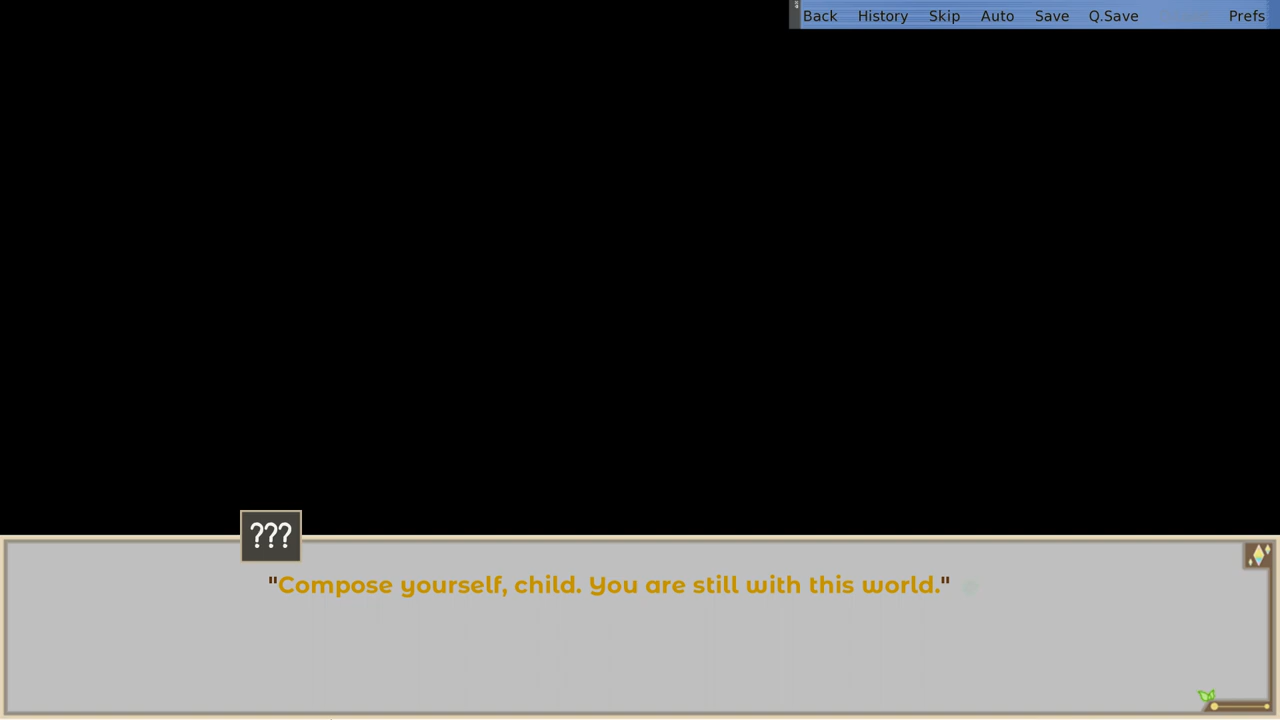 Back History Skip Auto Save Q.Save Prefs
???
"Compose yourself, child. You are still with this world."